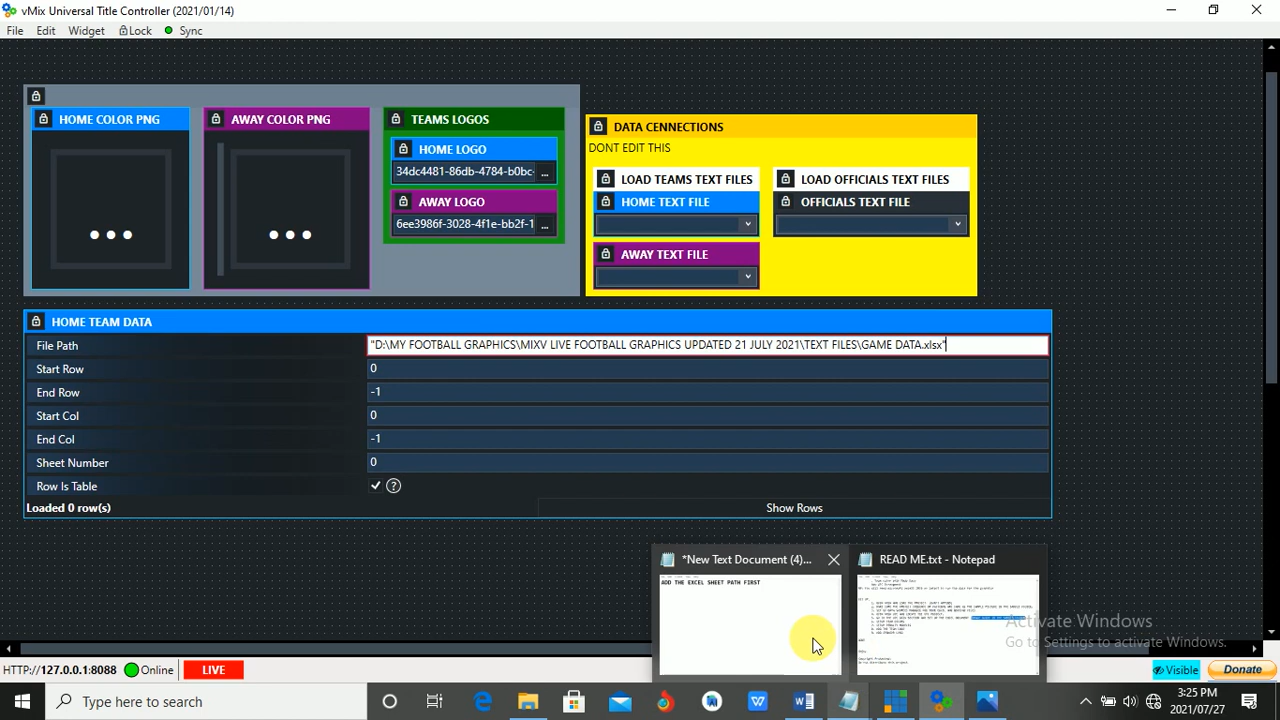 vMix Universal Title Controller (2021/01/14)
File Edit Widget Lock Sync
HOME COLOR PNG
AWAY COLOR PNG
TEAMS LOGOS
HOME LOGO
34dc4481-86db-4784-b0bc- ...
AWAY LOGO
6ee3986f-3028-4f1e-bb2f-1 ...
DATA CENNECTIONS
DONT EDIT THIS
LOAD TEAMS TEXT FILES
LOAD OFFICIALS TEXT FILES
HOME TEXT FILE
OFFICIALS TEXT FILE
AWAY TEXT FILE
HOME TEAM DATA
File Path "D:\MY FOOTBALL GRAPHICS\MIXV LIVE FOOTBALL GRAPHICS UPDATED 21 JULY 2021\TEXT FILES\GAME DATA.xlsx"
Start Row 0
End Row -1
Start Col 0
End Col -1
Sheet Number 0
Row Is Table ?
Loaded 0 row(s) Show Rows
*New Text Document (4)...
READ ME.txt - Notepad
ADD THE EXCEL SHEET PATH FIRST
Activate Windows
Go to Settings to activate Windows.
HTTP://127.0.0.1:8088 Online LIVE Visible Donate
Type here to search
3:25 PM
2021/07/27